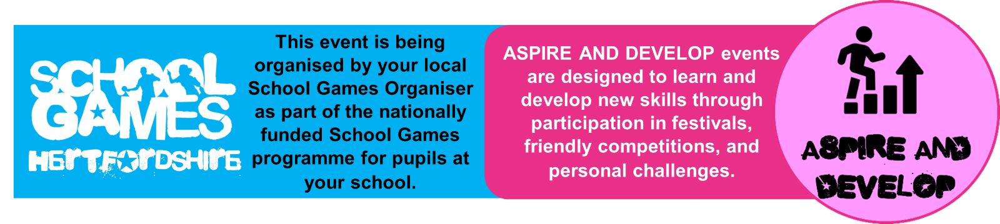 SCHOOL
GAMES
HERTFORDSHIRE
This event is being
organised by your local
School Games Organiser
as part of the nationally
funded School Games
programme for pupils at
your school.
ASPIRE AND DEVELOP events
are designed to learn and
develop new skills through
participation in festivals,
friendly competitions, and
personal challenges.
ASPIRE AND
DEVELOP